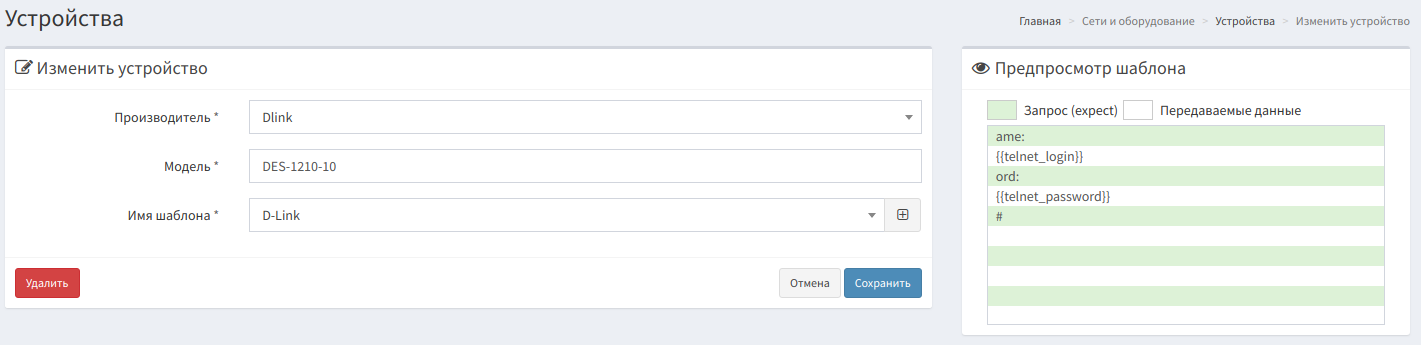 Устройства
Главная > Сети и оборудование > Устройства > Изменить устройство
Изменить устройство
Производитель *
Dlink
Модель *
DES-1210-10
Имя шаблона *
D-Link
Удалить
Отмена
Сохранить
Предпросмотр шаблона
Запрос (expect)
Передаваемые данные
ame:
{{telnet_login}}
ord:
{{telnet_password}}
#